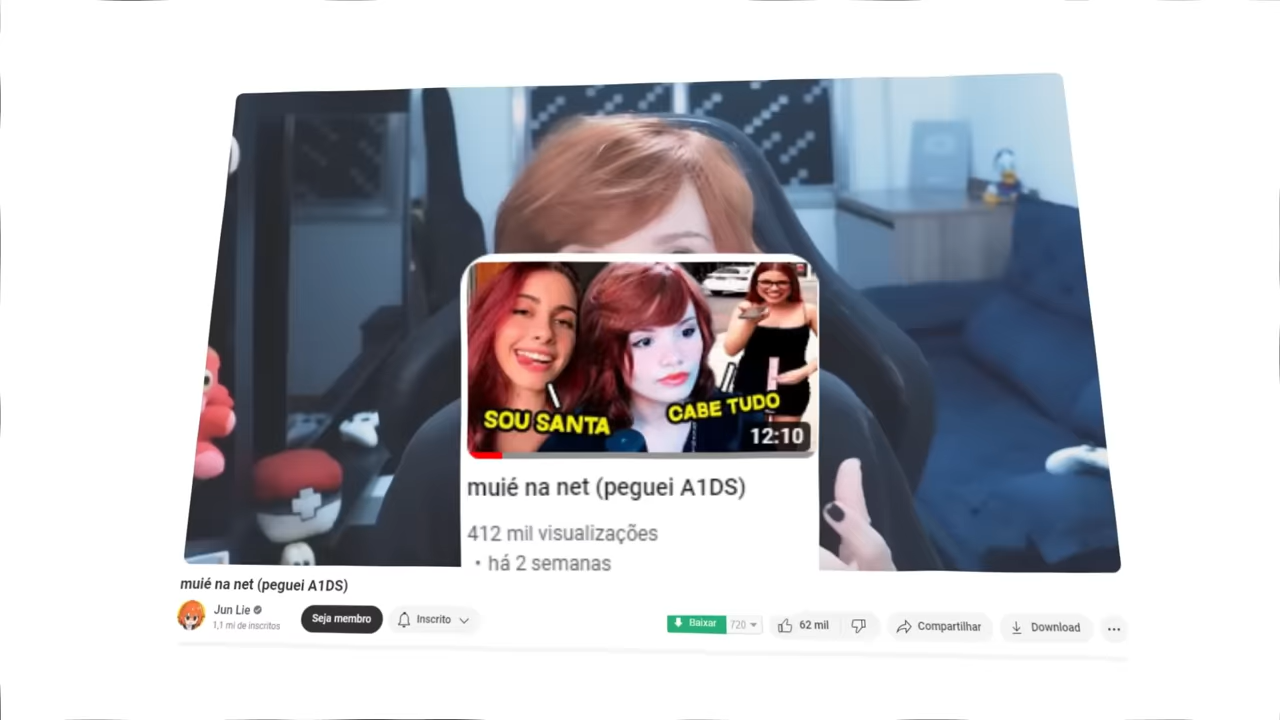 SOU SANTA
CABE TUDO
12:10
muié na net (peguei A1DS)
412 mil visualizações
• há 2 semanas
muié na net (peguei A1DS)
Jun Lie
1,1 mi de inscritos
Seja membro
Inscrito
Baixar
720
62 mil
Compartilhar
Download